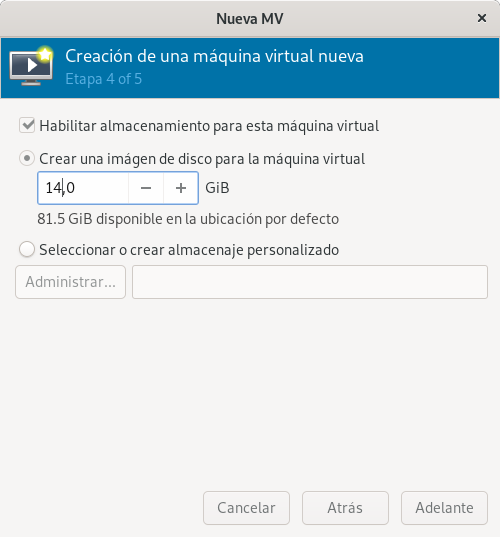 Nueva MV
Creación de una máquina virtual nueva
Etapa 4 of 5
Habilitar almacenamiento para esta máquina virtual
Crear una imágen de disco para la máquina virtual
14,0 GiB
81.5 GiB disponible en la ubicación por defecto
Seleccionar o crear almacenaje personalizado
Administrar...
Cancelar Atrás Adelante